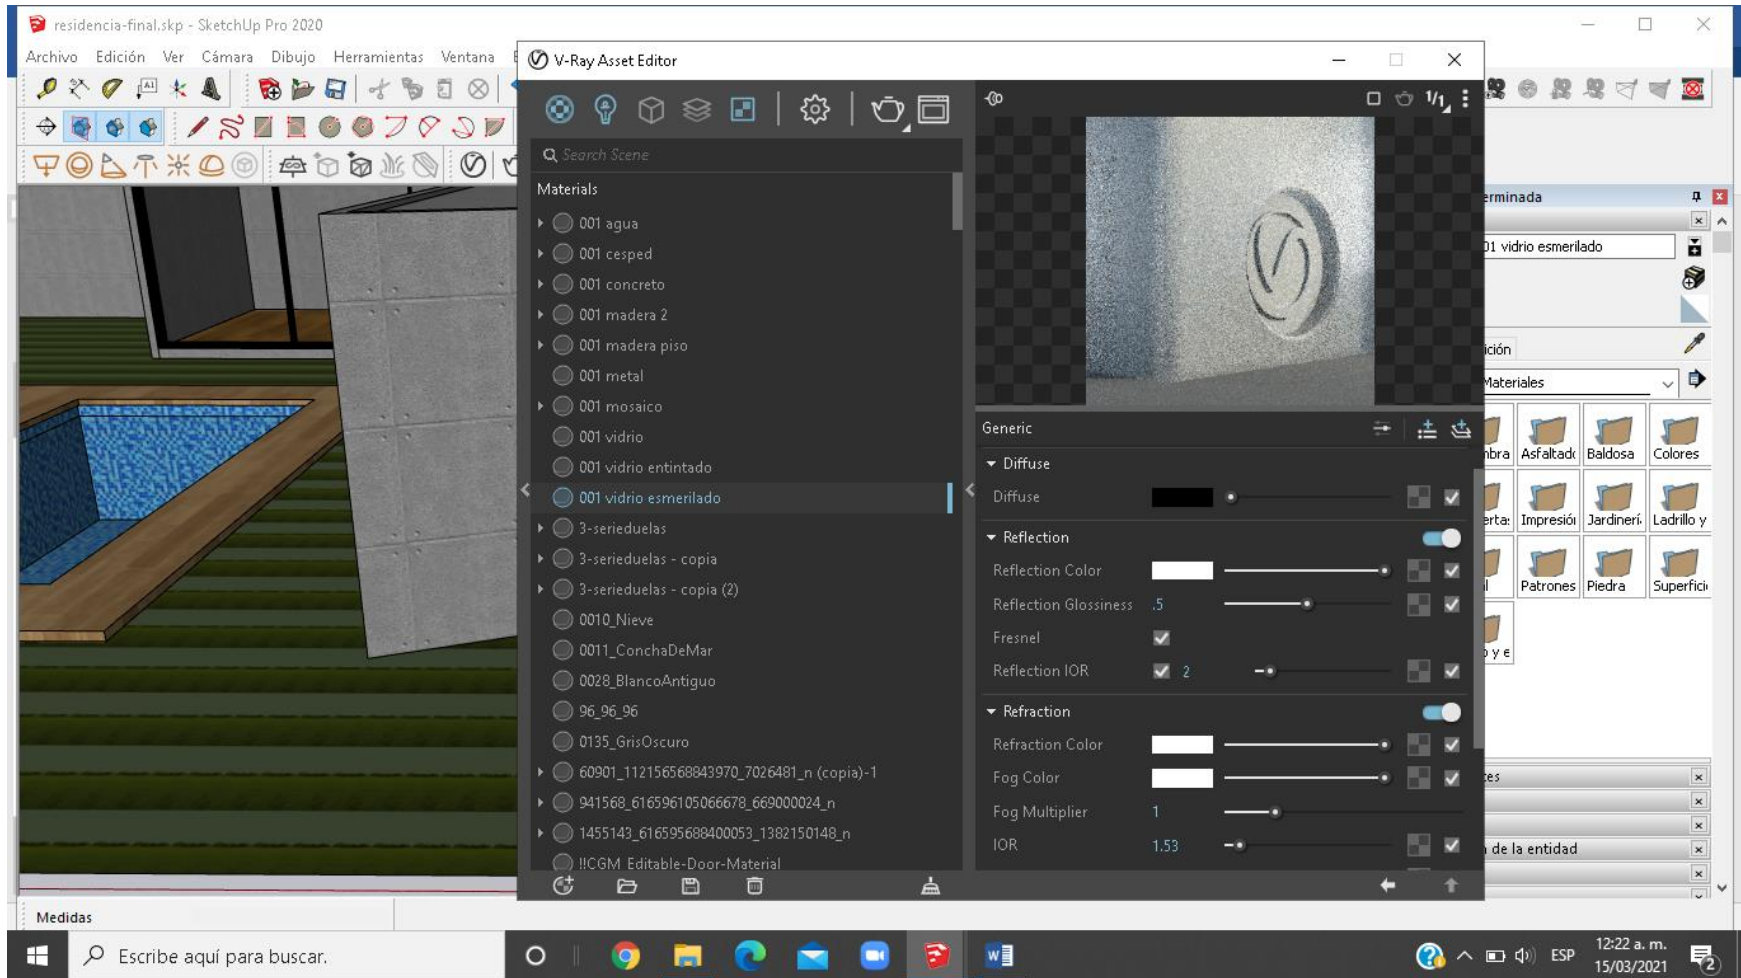 residencia-final.skp - SketchUp Pro 2020
Archivo Edición Ver Cámara Dibujo Herramientas Ventana
V-Ray Asset Editor
1/1
Search Scene
Materials
001 agua
001 cesped
001 concreto
001 madera 2
001 madera piso
001 metal
001 mosaico
001 vidrio
001 vidrio entintado
001 vidrio esmerilado
3-serieduelas
3-serieduelas - copia
3-serieduelas - copia (2)
0010_Nieve
0011_ConchaDeMar
0028_BlancoAntiguo
96_96_96
0135_GrisOscuro
60901_112156568843970_7026481_n (copia)-1
941568_616596105066678_669000024_n
1455143_616595688400053_1382150148_n
!!CGM_Editable-Door-Material
Generic
Diffuse
Diffuse
Reflection
Reflection Color
Reflection Glossiness .5
Fresnel
Reflection IOR 2
Refraction
Refraction Color
Fog Color
Fog Multiplier 1
IOR 1.53
erminada
01 vidrio esmerilado
ición
Materiales
mbra Asfaltad Baldosa Colores
erta: Impresió Jardinerí Ladrillo y
Patrones Piedra Superfici
o y e
tes
de la entidad
Medidas
Escribe aquí para buscar.
ESP
12:22 a. m.
15/03/2021
2